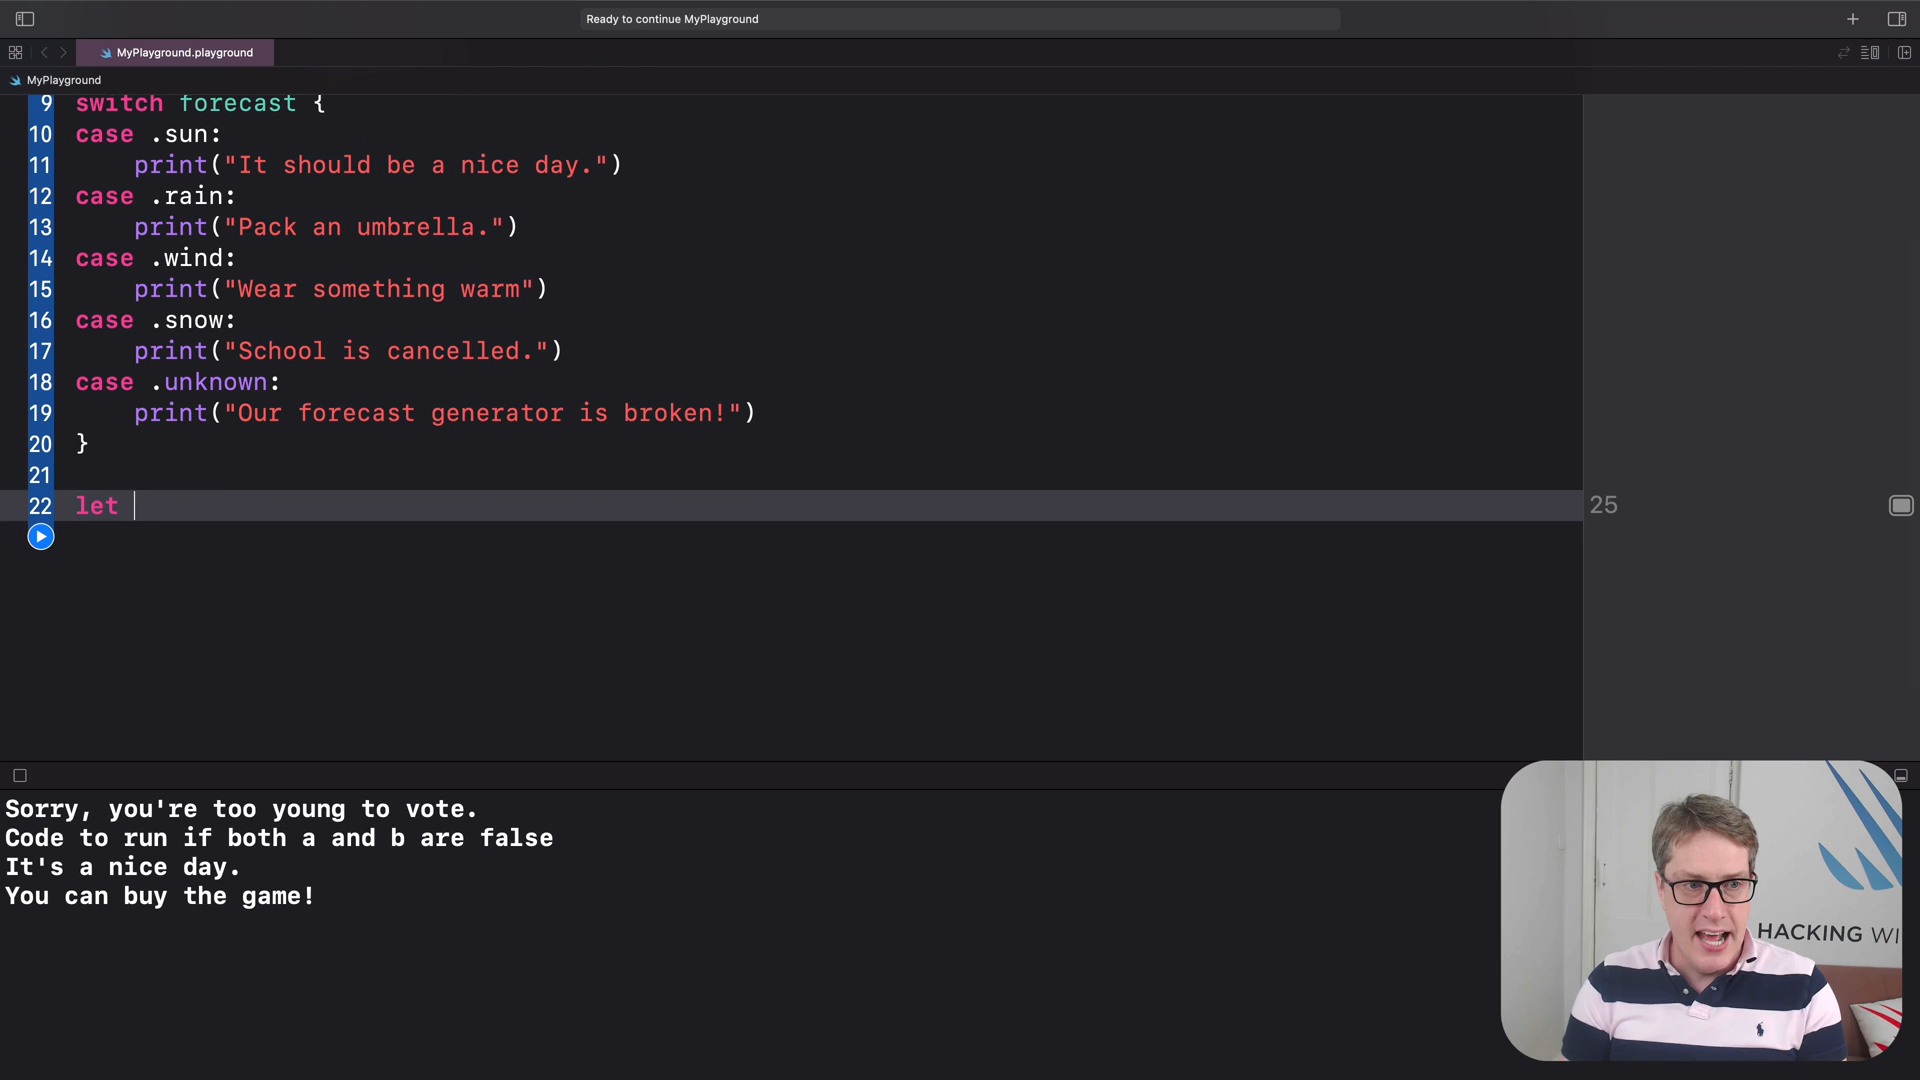 Ready to continue MyPlayground
MyPlayground.playground
MyPlayground
9 switch forecast {
10 case .sun:
11 print("It should be a nice day.")
12 case .rain:
13 print("Pack an umbrella.")
14 case .wind:
15 print("Wear something warm")
16 case .snow:
17 print("School is cancelled.")
18 case .unknown:
19 print("Our forecast generator is broken!")
20 }
21
22 let
25
Sorry, you're too young to vote.
Code to run if both a and b are false
It's a nice day.
You can buy the game!
HACKING WI